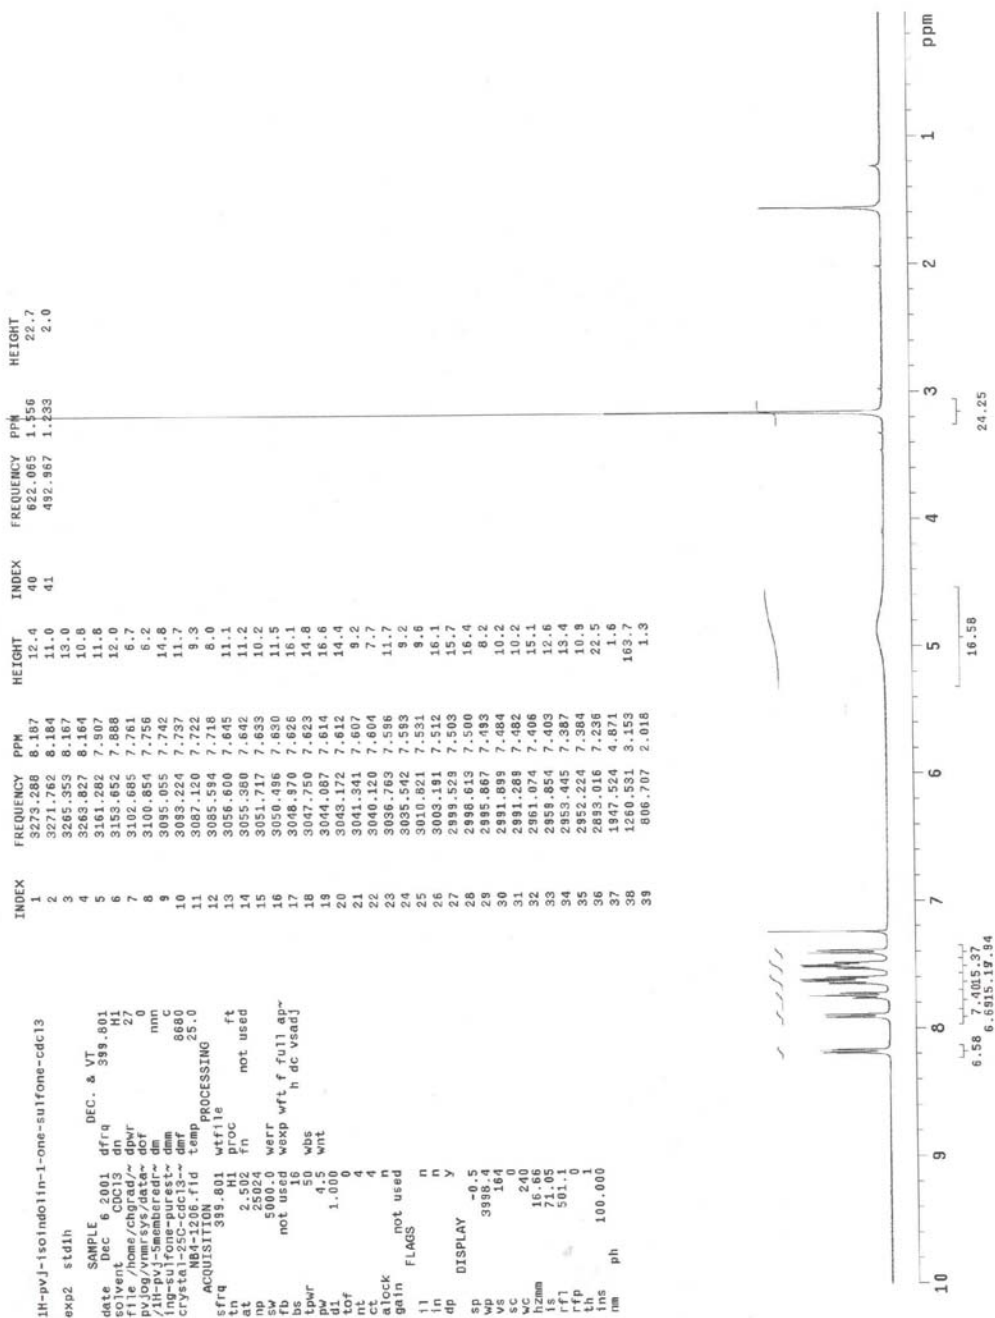 1H-pvj-isoindolin-1-one-sulfone-cdcl3
exp2 std1h
SAMPLE
date Dec 6 2001
solvent CDCl3
file /home/chgrad/~
pvjog/vnmrsys/data~
/1H-pvj-5memberedr~
ing-sulfone-purest~
crystal-25C-cdcl3-~
NB4-1206.fid
ACQUISITION
sfrq 399.801
tn H1
at 2.502
np 25024
sw 5000.0
fb not used
bs 16
tpwr 50
pw 4.5
d1 1.000
tof 0
nt 4
ct 4
alock n
gain not used
FLAGS
il n
in n
dp y
DISPLAY
sp -0.5
wp 3998.4
vs 164
sc 0
wc 240
hzmm 16.66
is 71.05
rfl 501.1
rfp 0
th 1
ins 100.000
nm ph
DEC. & VT
dfrq 399.801
dn H1
dpwr 27
dof 0
dm nnn
dmm c
dmf 8680
temp 25.0
PROCESSING
wtfile
proc ft
fn not used
werr
wexp wft f full ap~
h dc vsadj
wbs
wnt
INDEX FREQUENCY PPM HEIGHT
1 3273.288 8.187 12.4
2 3271.762 8.184 11.0
3 3265.353 8.167 13.0
4 3263.827 8.164 10.8
5 3161.282 7.907 11.8
6 3153.652 7.888 12.0
7 3102.685 7.761 6.7
8 3100.854 7.756 6.2
9 3095.055 7.742 14.8
10 3093.224 7.737 11.7
11 3087.120 7.722 9.3
12 3085.594 7.718 8.0
13 3056.600 7.645 11.1
14 3055.380 7.642 11.2
15 3051.717 7.633 10.2
16 3050.496 7.630 11.5
17 3048.970 7.626 16.1
18 3047.750 7.623 14.8
19 3044.087 7.614 16.6
20 3043.172 7.612 14.4
21 3041.341 7.607 9.2
22 3040.120 7.604 7.7
23 3036.763 7.596 11.7
24 3035.542 7.593 9.2
25 3010.821 7.531 9.6
26 3003.191 7.512 16.1
27 2999.529 7.503 15.7
28 2998.613 7.500 16.4
29 2995.867 7.493 8.2
30 2991.899 7.484 10.2
31 2991.289 7.482 10.2
32 2961.074 7.406 15.1
33 2959.854 7.403 12.6
34 2953.445 7.387 13.4
35 2952.224 7.384 10.9
36 2893.016 7.236 22.5
37 1947.524 4.871 1.6
38 1260.531 3.153 163.7
39 806.707 2.018 1.3
INDEX FREQUENCY PPM HEIGHT
40 622.065 1.556 22.7
41 492.967 1.233 2.0
10 9 8 7 6 5 4 3 2 1 ppm
6.58 7.40 15.37 16.58 24.25
6.69 15.19